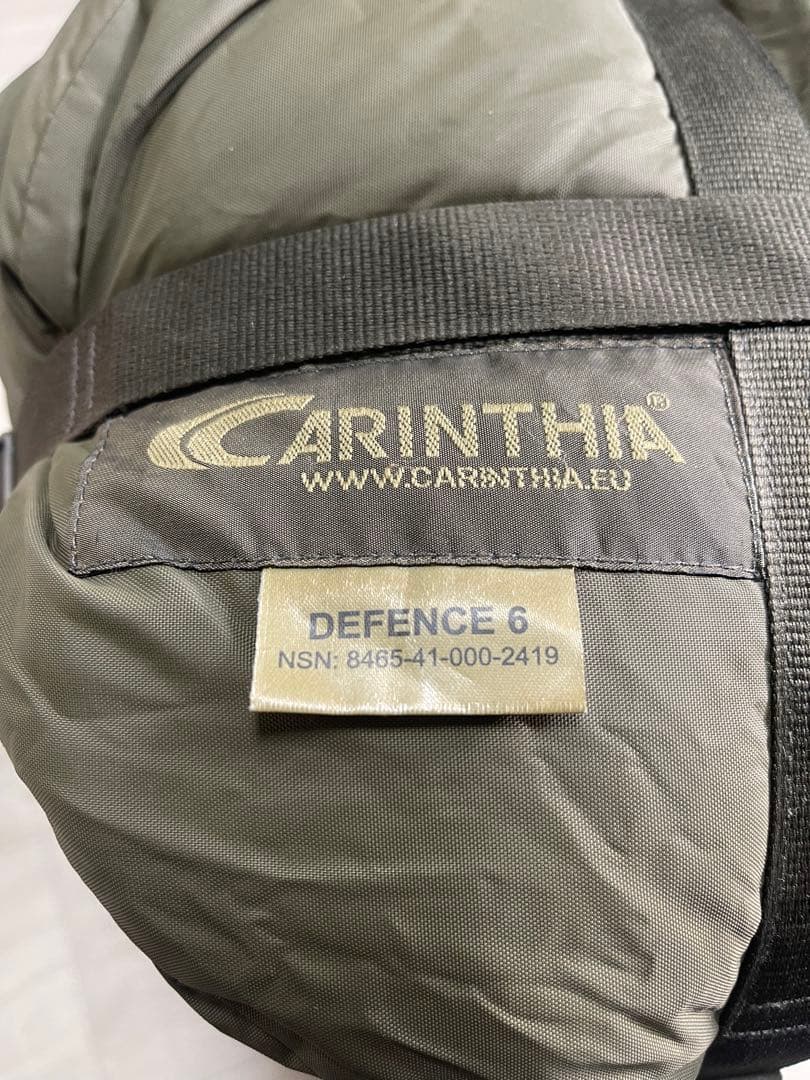 CARINTHIA®
WWW.CARINTHIA.EU
DEFENCE 6
NSN: 8465-41-000-2419